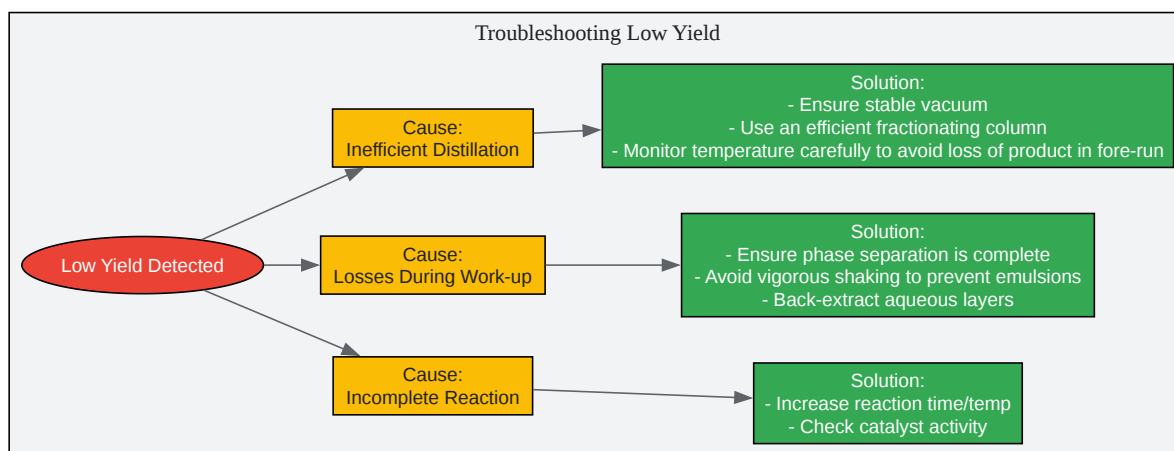 Troubleshooting Low Yield
Low Yield Detected
Cause:
Inefficient Distillation
Solution:
- Ensure stable vacuum
- Use an efficient fractionating column
- Monitor temperature carefully to avoid loss of product in fore-run
Cause:
Losses During Work-up
Solution:
- Ensure phase separation is complete
- Avoid vigorous shaking to prevent emulsions
- Back-extract aqueous layers
Cause:
Incomplete Reaction
Solution:
- Increase reaction time/temp
- Check catalyst activity